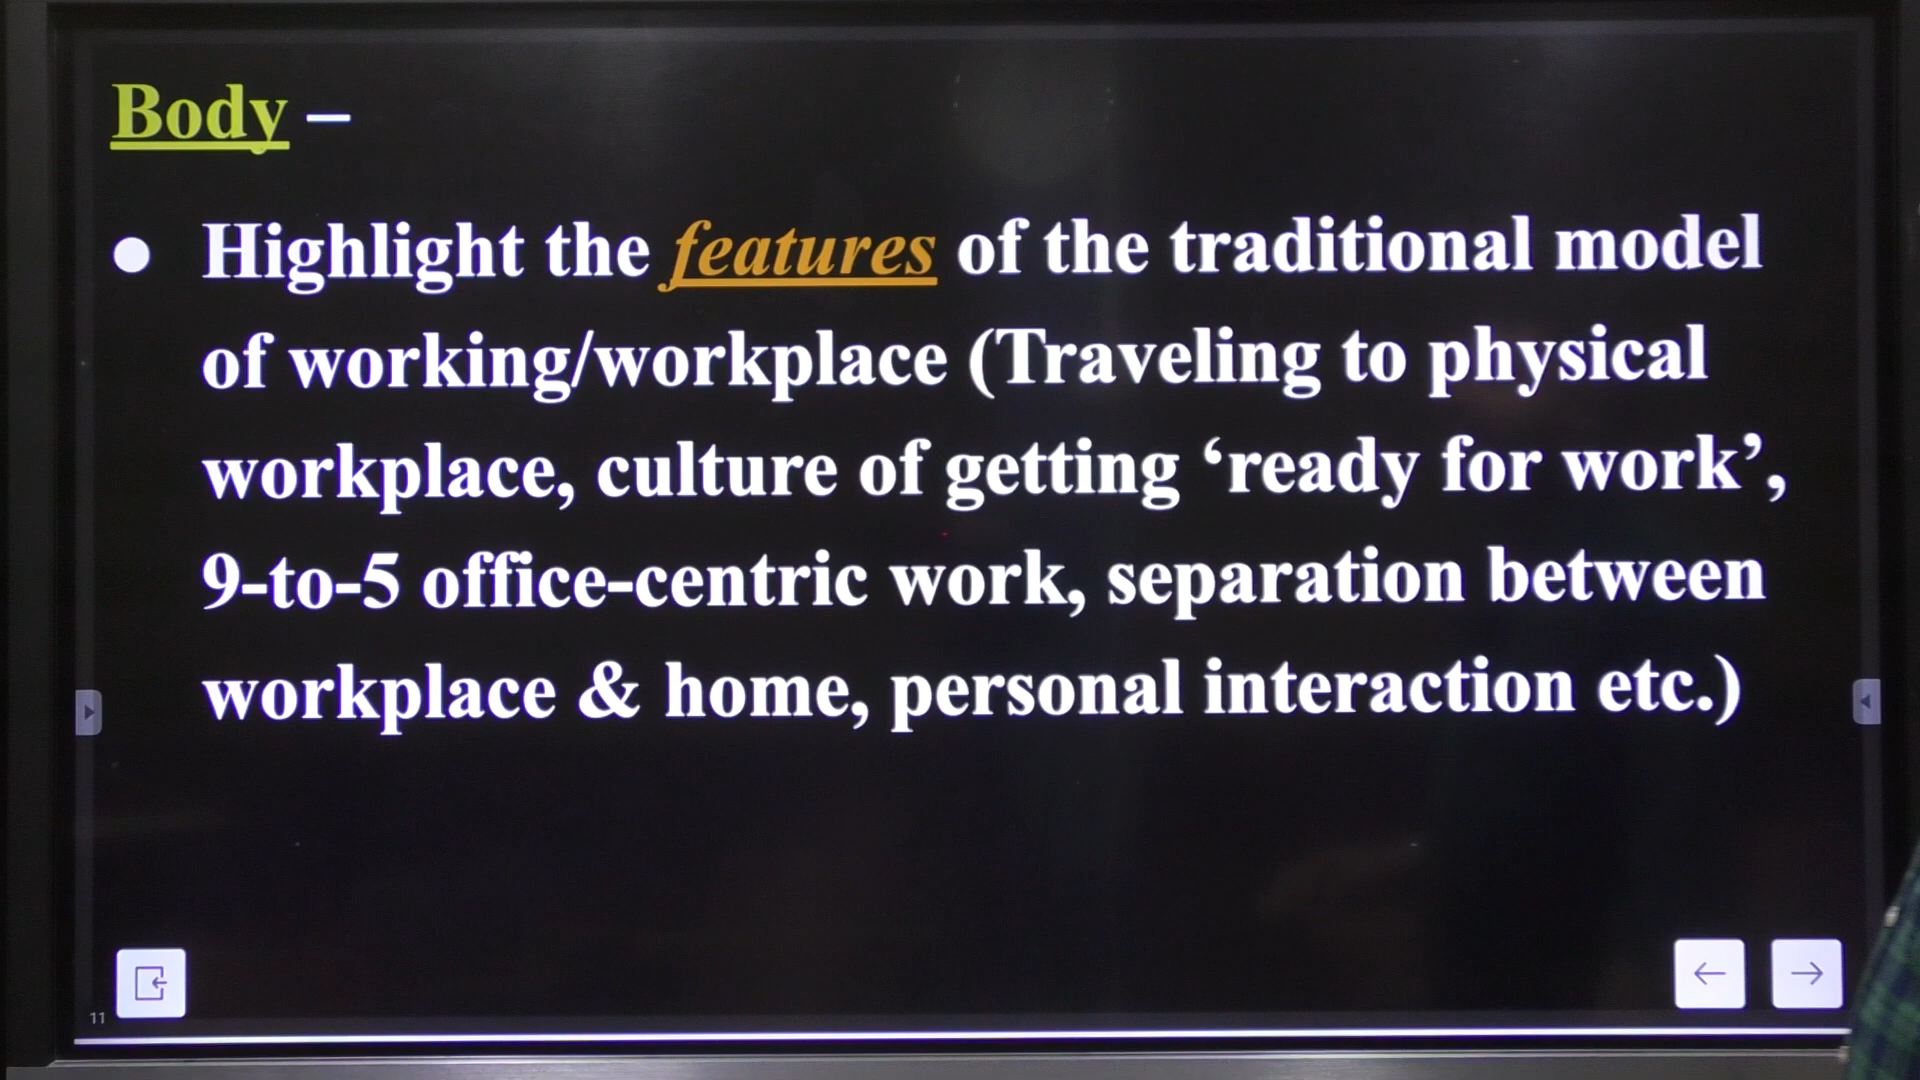 Body –
● Highlight the features of the traditional model
of working/workplace (Traveling to physical
workplace, culture of getting ‘ready for work’,
9-to-5 office-centric work, separation between
workplace & home, personal interaction etc.)
11